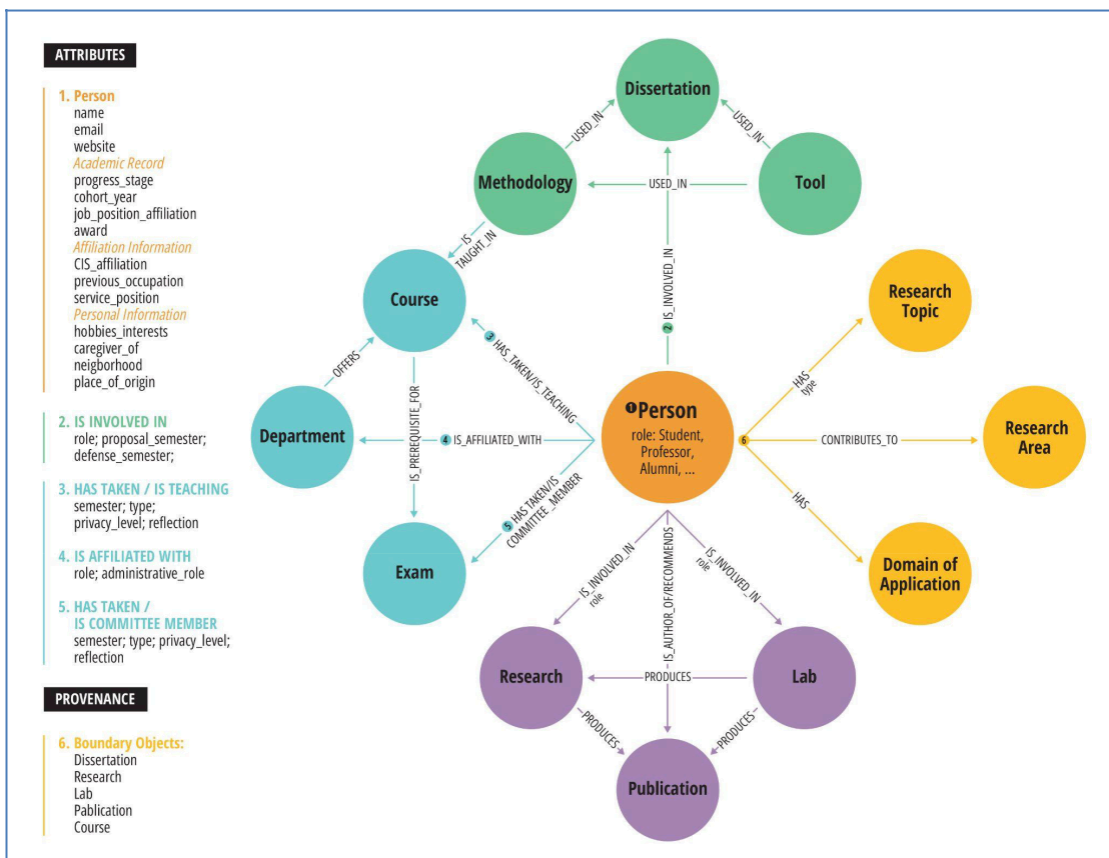 ATTRIBUTES
1. Person
name
email
website
Academic Record
progress_stage
cohort_year
job_position_affiliation
award
Affiliation Information
CIS_affiliation
previous_occupation
service_position
Personal Information
hobbies_interests
caregiver_of
neigborhood
place_of_origin
2. IS INVOLVED IN
role; proposal_semester;
defense_semester;
3. HAS TAKEN / IS TEACHING
semester; type;
privacy_level; reflection
4. IS AFFILIATED WITH
role; administrative_role
5. HAS TAKEN /
IS COMMITTEE MEMBER
semester; type; privacy_level;
reflection
PROVENANCE
6. Boundary Objects:
Dissertation
Research
Lab
Pablication
Course
Dissertation
USED_IN
USED_IN
Methodology
USED_IN
Tool
IS
TAUGHT_IN
2 IS_INVOLVED_IN
Course
Research
Topic
3 HAS_TAKEN/IS_TEACHING
OFFERS
HAS
type
IS_PREREQUISITE_FOR
Department
4 IS_AFFILIATED_WITH
1 Person
role: Student,
Professor,
Alumni, ...
6
CONTRIBUTES_TO
Research
Area
5 HAS TAKEN/IS
COMMITTEE_MEMBER
HAS
Exam
Domain of
Application
IS_INVOLVED_IN
role
IS_AUTHOR_OF/RECOMMENDS
IS_INVOLVED_IN
role
Research
PRODUCES
Lab
PRODUCES
PRODUCES
Publication